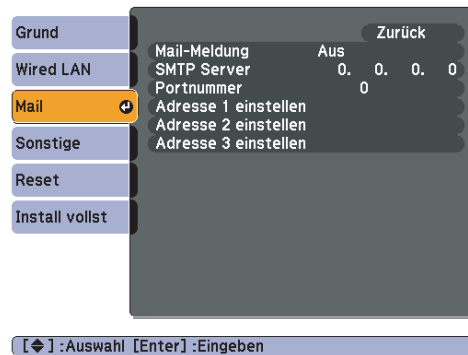 Grund
Wired LAN
Mail
Sonstige
Reset
Install vollst
Zurück
Mail-Meldung Aus
SMTP Server 0. 0. 0. 0
Portnummer 0
Adresse 1 einstellen
Adresse 2 einstellen
Adresse 3 einstellen
[◆] :Auswahl [Enter] :Eingeben